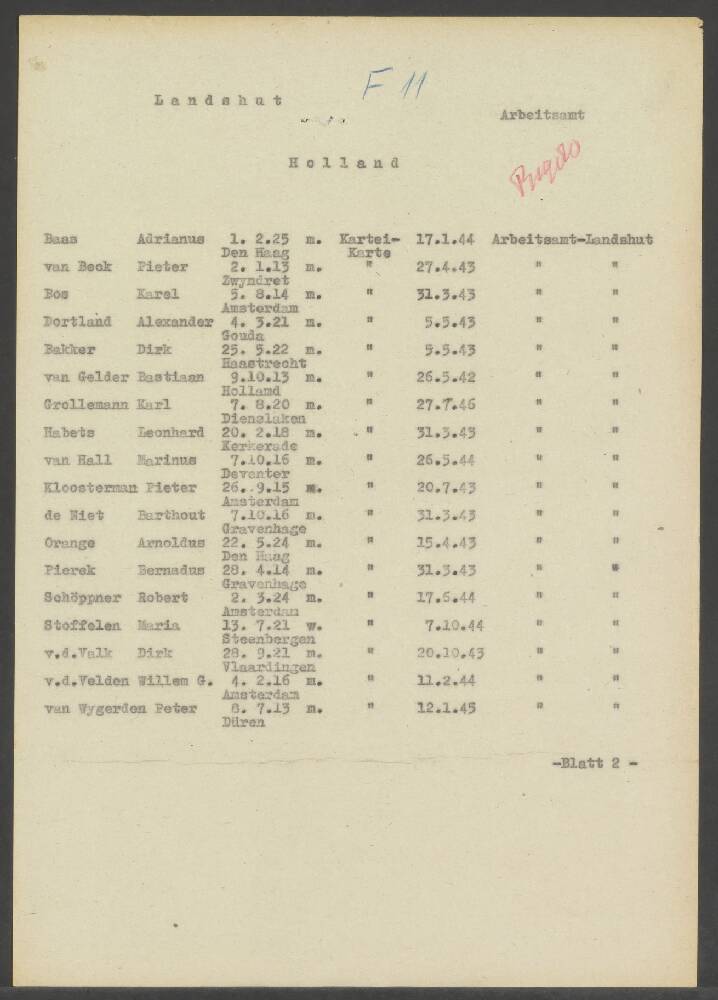 Landshut
F 11
Arbeitsamt
Holland
Baas Adrianus 1. 2.25 m. Kartei- 17.1.44 Arbeitsamt-Landshut
Den Haag Karte
van Beck Pieter 2. 1.13 m. " 27.4.43 " "
Zwyndret
Bos Karel 5. 8.14 m. " 31.3.43 " "
Amsterdam
Dortland Alexander 4. 3.21 m. " 5.5.43 " "
Gouda
Bakker Dirk 25. 5.22 m. " 5.5.43 " "
Haastrecht
van Gelder Bastiaan 9.10.13 m. " 26.5.42 " "
Holland
Grollemann Karl 7. 8.20 m. " 27.7.46 " "
Dienslaken
Habets Leonhard 20. 2.18 m. " 31.3.43 " "
Kerkersde
van Hall Marinus 7.10.16 m. " 26.5.44 " "
Deventer
Kloosterman Pieter 26. 9.15 m. " 20.7.43 " "
Amsterdam
de Niet Barthout 7.10.16 m. " 31.3.43 " "
Gravenhage
Orange Arnoldus 22. 5.24 m. " 15.4.43 " "
Den Haag
Pierek Bernadus 28. 4.14 m. " 31.3.43 " "
Gravenhage
Schöppner Robert 2. 3.24 m. " 17.6.44 " "
Amsterdam
Stoffelen Maria 13. 7.21 w. " 7.10.44 " "
Steenbergen
v.d.Valk Dirk 28. 9.21 m. " 20.10.43 " "
Vlaardingen
v.d.Velden Willem G. 4. 2.16 m. " 11.2.44 " "
Amsterdam
van Wygerden Peter 8. 7.13 m. " 12.1.45 " "
Düren
-Blatt 2 -